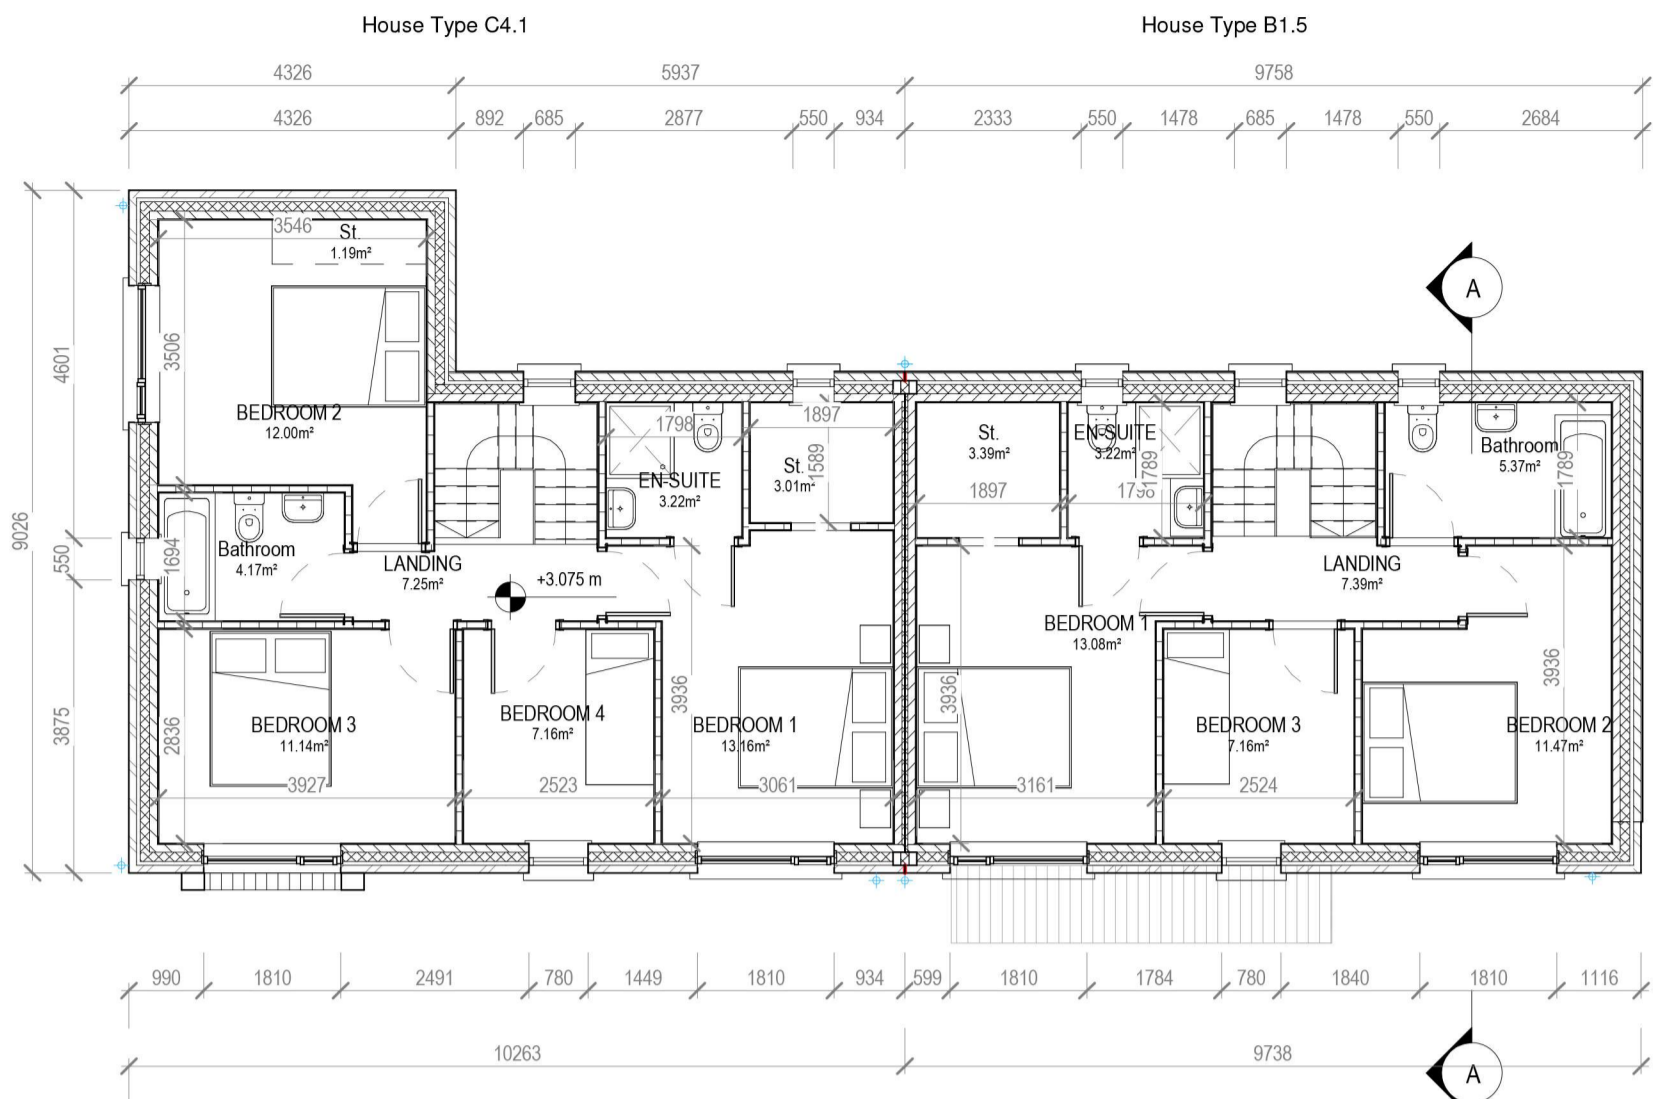 House Type C4.1
House Type B1.5
4326 5937 9758
4326 892 685 2877 550 934 2333 550 1478 685 1478 550 2684
9026
4601
550
3875
3546
St.
1.19m²
3506
BEDROOM 2
12.00m²
Bathroom
4.17m²
1694
LANDING
7.25m²
+3.075 m
1798
EN-SUITE
3.22m²
1897
1589
St.
3.01m²
BEDROOM 3
11.14m²
2836
3927
BEDROOM 4
7.16m²
2523
BEDROOM 1
13.16m²
3936
3061
St.
3.39m²
1897
EN-SUITE
3.22m²
1789
1798
Bathroom
5.37m²
1789
LANDING
7.39m²
BEDROOM 1
13.08m²
3936
3161
BEDROOM 3
7.16m²
2524
BEDROOM 2
11.47m²
3936
A
990 1810 2491 780 1449 1810 934 599 1810 1784 780 1840 1810 1116
10263 9738
A